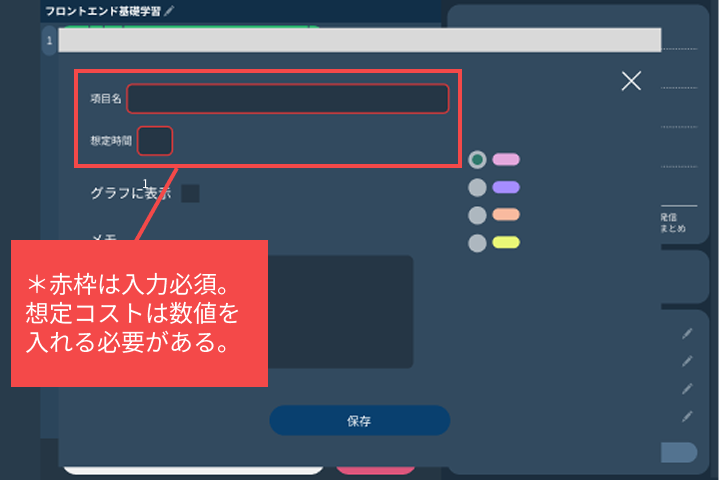 フロントエンド基礎学習
1
項目名
想定時間
1
グラフに表示
メモ
発信
まとめ
＊赤枠は入力必須。
想定コストは数値を
入れる必要がある。
保存